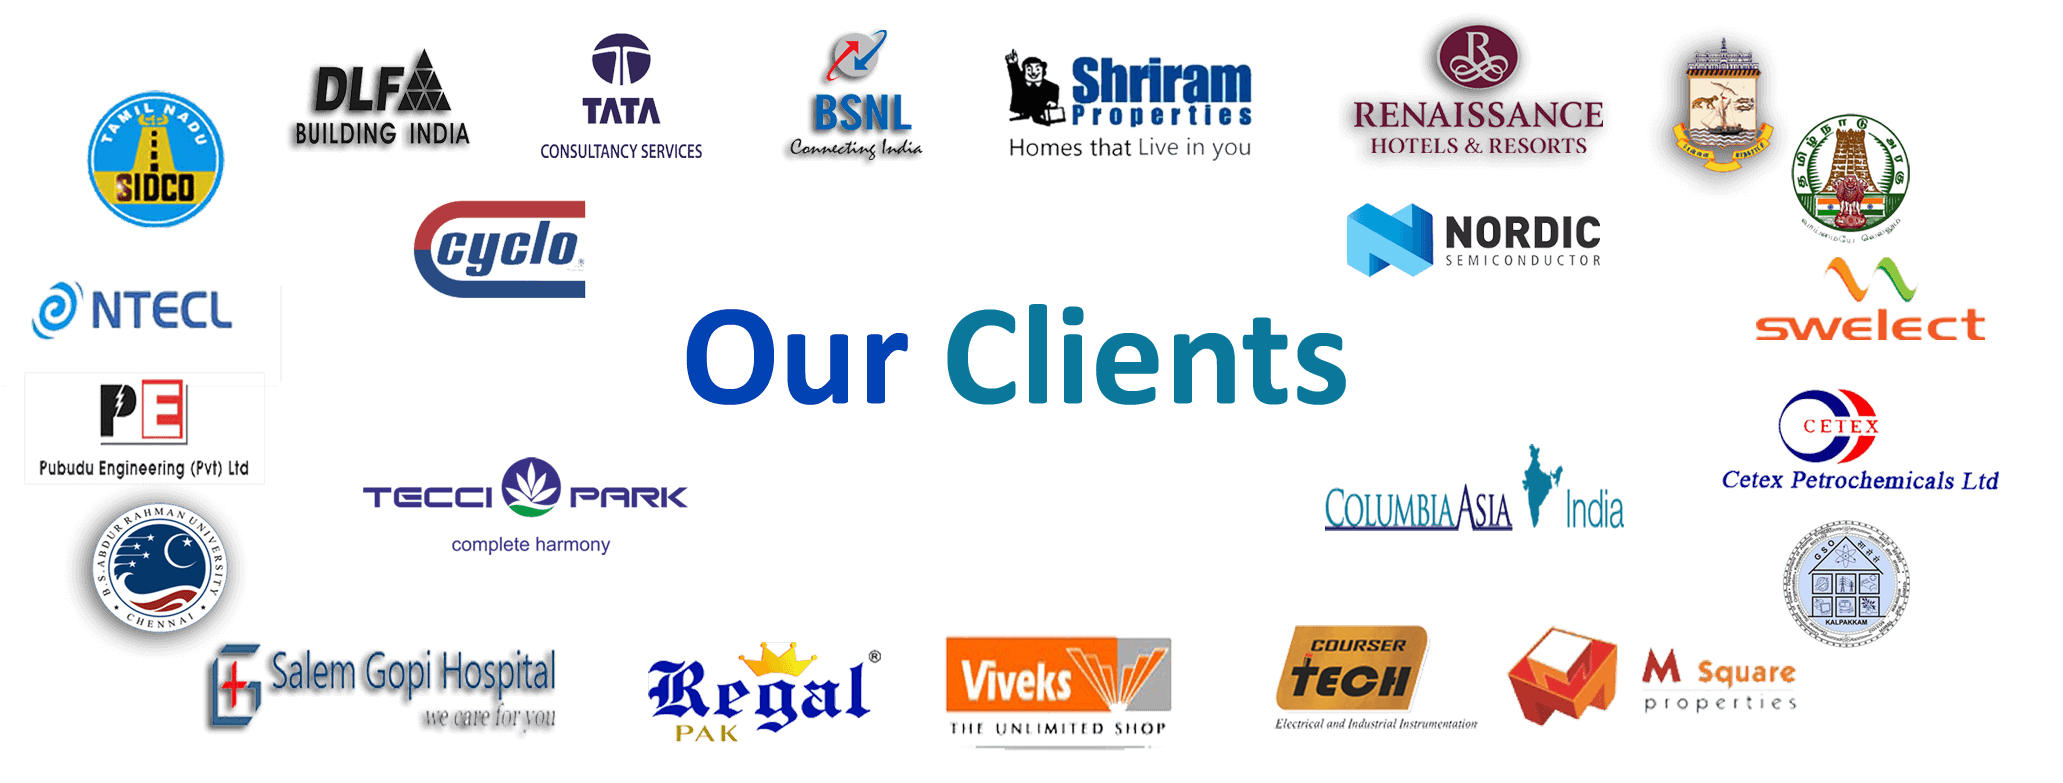 TAMIL NADU
SIDCO
DLF
BUILDING INDIA
TATA
CONSULTANCY SERVICES
BSNL
Connecting India
Shriram
Properties
Homes that Live in you
R
RENAISSANCE
HOTELS & RESORTS
தமிழ்நாடு அரசு
வாய்மையே வெல்லும்
cyclo
NORDIC
SEMICONDUCTOR
NTECL
swelect
Our Clients
PE
Pubudu Engineering (Pvt) Ltd
CETEX
Cetex Petrochemicals Ltd
TECCI PARK
complete harmony
COLUMBIA ASIA India
B.S.ABDUR RAHMAN UNIVERSITY
CHENNAI
GSO
KALPAKKAM
Salem Gopi Hospital
we care for you
Regal ®
PAK
Viveks
THE UNLIMITED SHOP
COURSER
TECH
Electrical and Industrial Instrumentation
M Square
properties